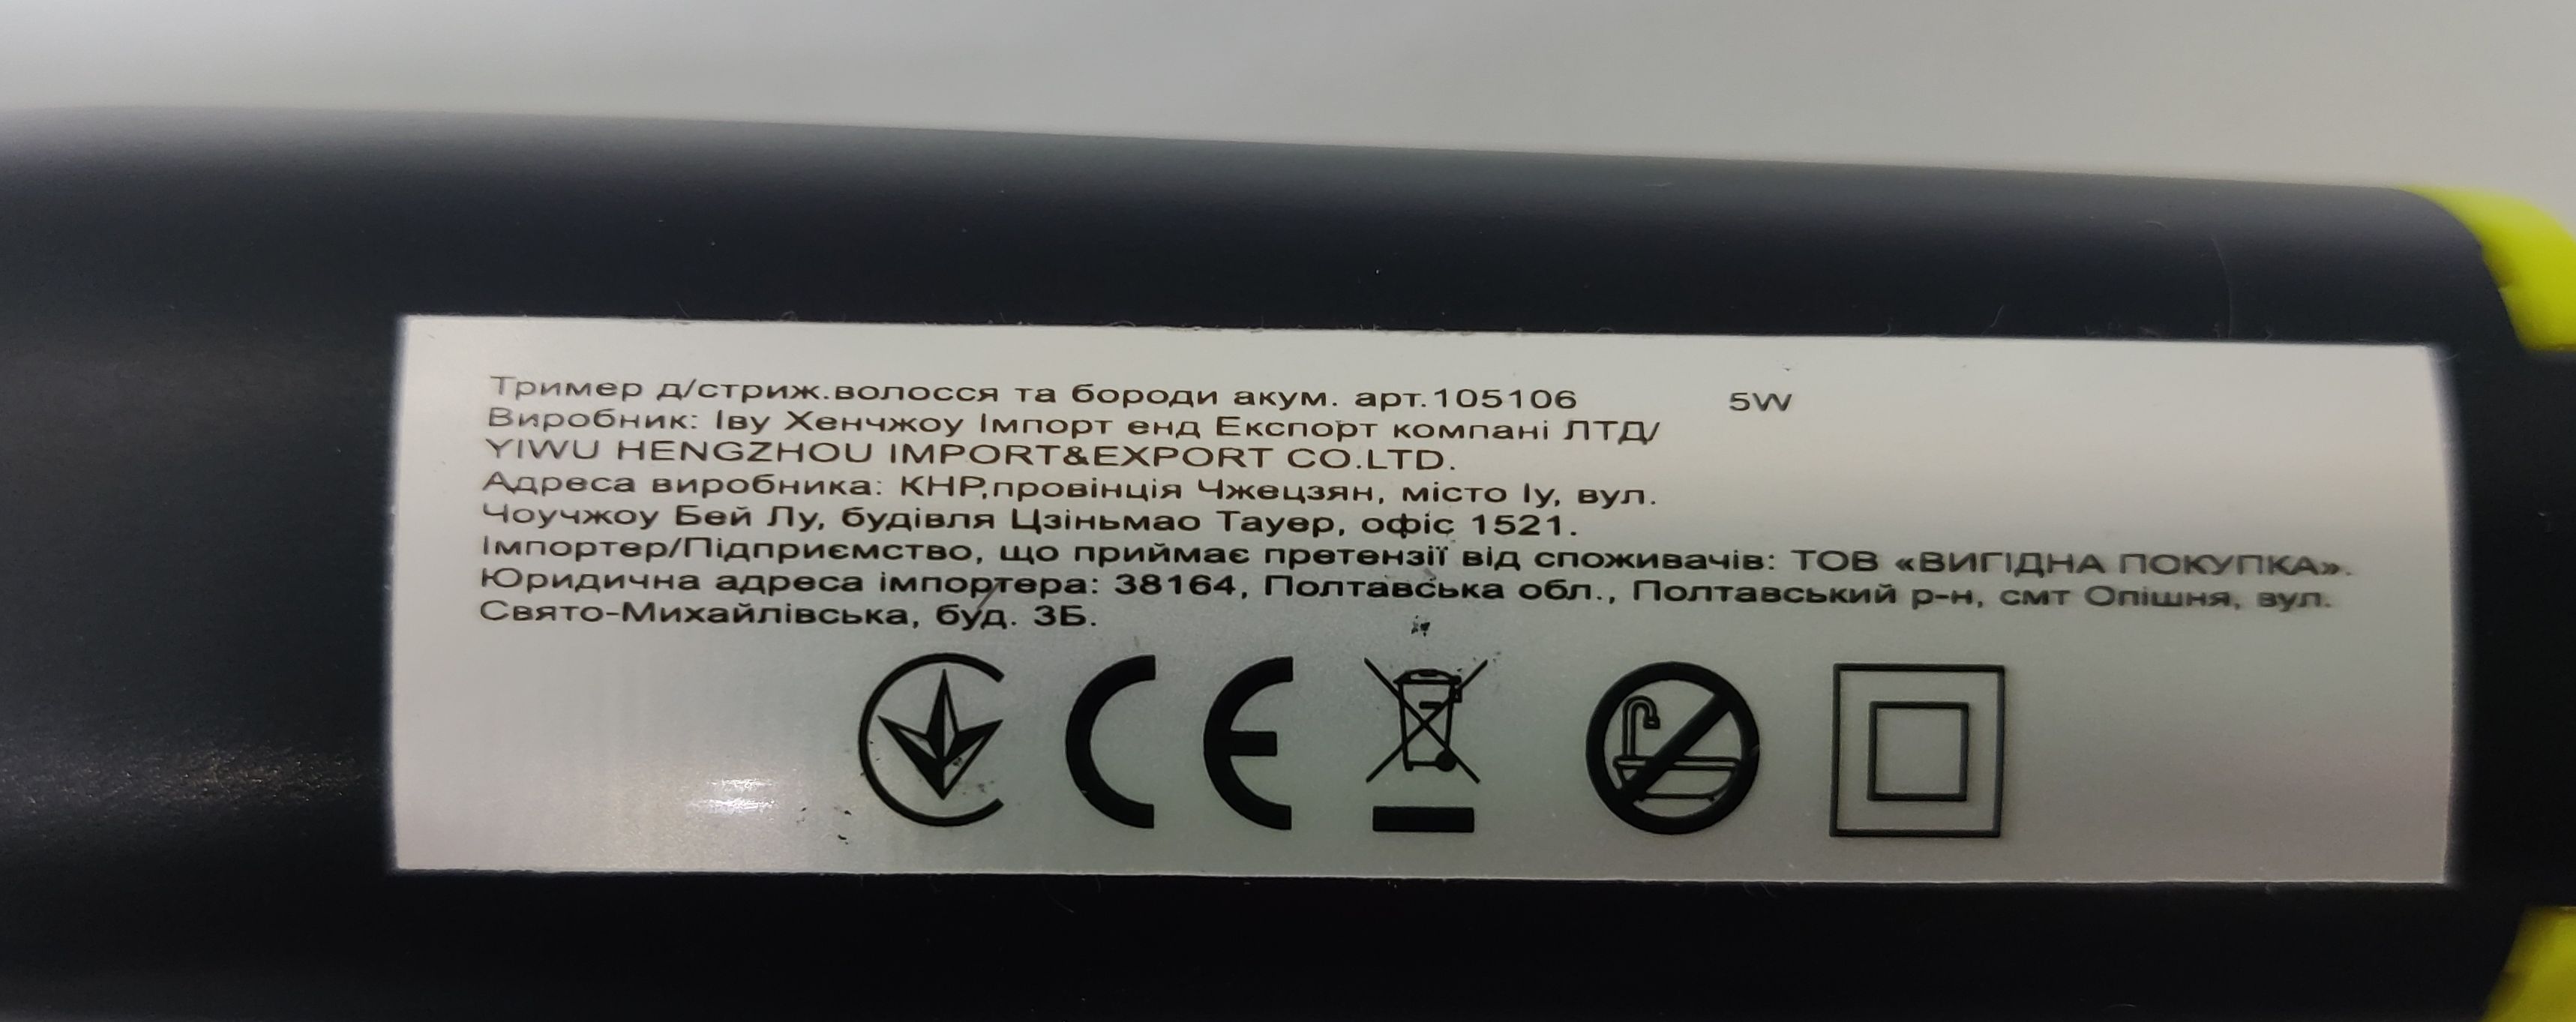 Тример д/стриж.волосся та бороди акум. арт.105106 5W
Виробник: Іву Хенчжоу Імпорт енд Експорт компані ЛТД/
YIWU HENGZHOU IMPORT&EXPORT CO.LTD.
Адреса виробника: КНР,провінція Чжецзян, місто Іу, вул.
Чоучжоу Бей Лу, будівля Цзіньмао Тауер, офіс 1521.
Імпортер/Підприємство, що приймає претензії від споживачів: ТОВ «ВИГІДНА ПОКУПКА».
Юридична адреса імпортера: 38164, Полтавська обл., Полтавський р-н, смт Опішня, вул.
Свято-Михайлівська, буд. 3Б.
CE